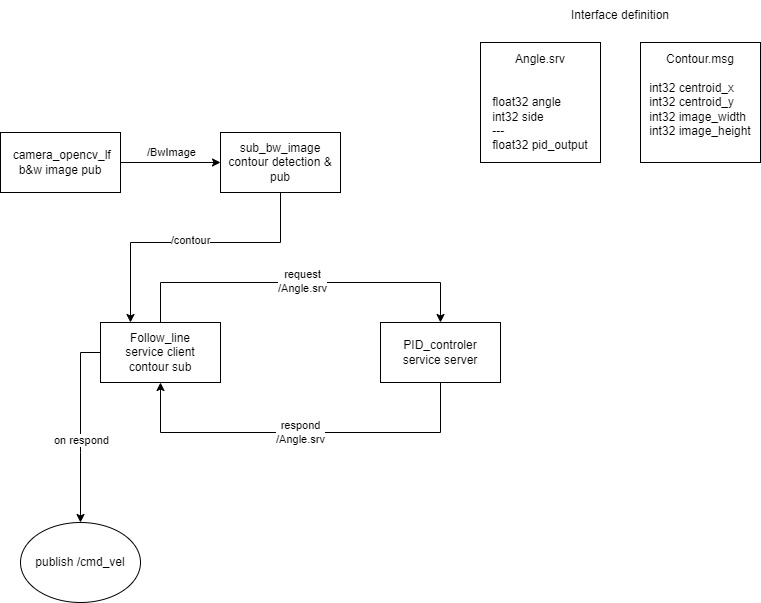 Interface definition
Angle.srv
float32 angle
int32 side
---
float32 pid_output
Contour.msg
int32 centroid_x
int32 centroid_y
int32 image_width
int32 image_height
camera_opencv_lf
b&w image pub
/BwImage
sub_bw_image
contour detection &
pub
/contour
request
/Angle.srv
Follow_line
service client
contour sub
PID_controler
service server
respond
/Angle.srv
on respond
publish /cmd_vel